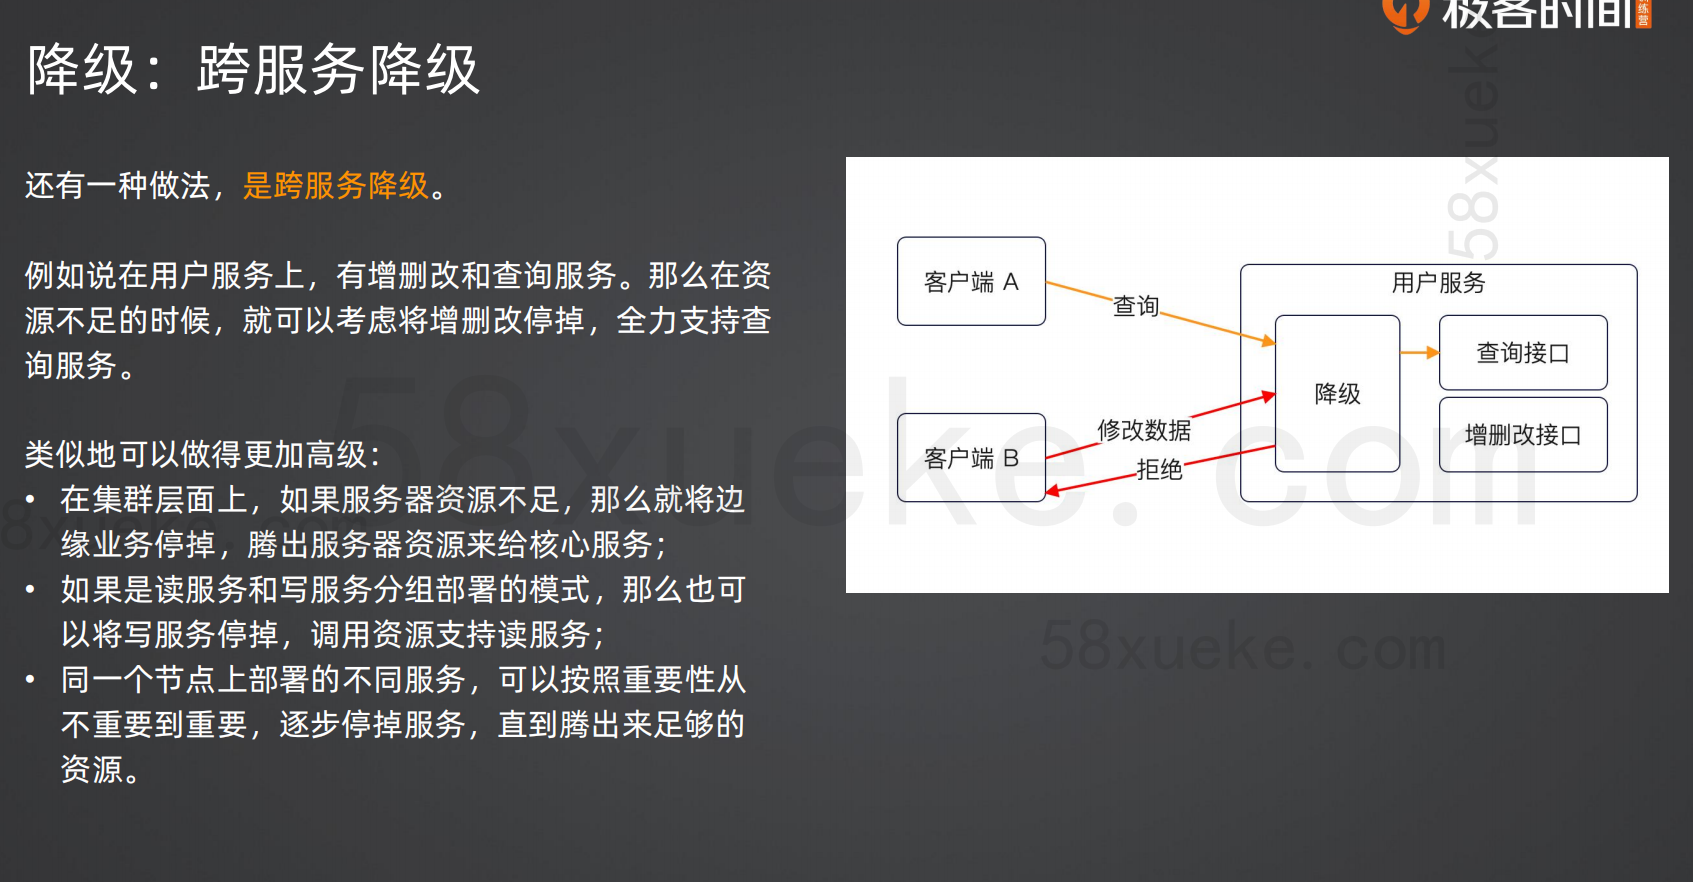 极客时间
训练营
降级：跨服务降级
还有一种做法，是跨服务降级。
例如说在用户服务上，有增删改和查询服务。那么在资
源不足的时候，就可以考虑将增删改停掉，全力支持查
询服务。
类似地可以做得更加高级：
• 在集群层面上，如果服务器资源不足，那么就将边
缘业务停掉，腾出服务器资源来给核心服务；
• 如果是读服务和写服务分组部署的模式，那么也可
以将写服务停掉，调用资源支持读服务；
• 同一个节点上部署的不同服务，可以按照重要性从
不重要到重要，逐步停掉服务，直到腾出来足够的
资源。
客户端 A
查询
用户服务
降级
查询接口
增删改接口
客户端 B
修改数据
拒绝
58xueke
58xueke.com
8xueke.com
58xueke.com